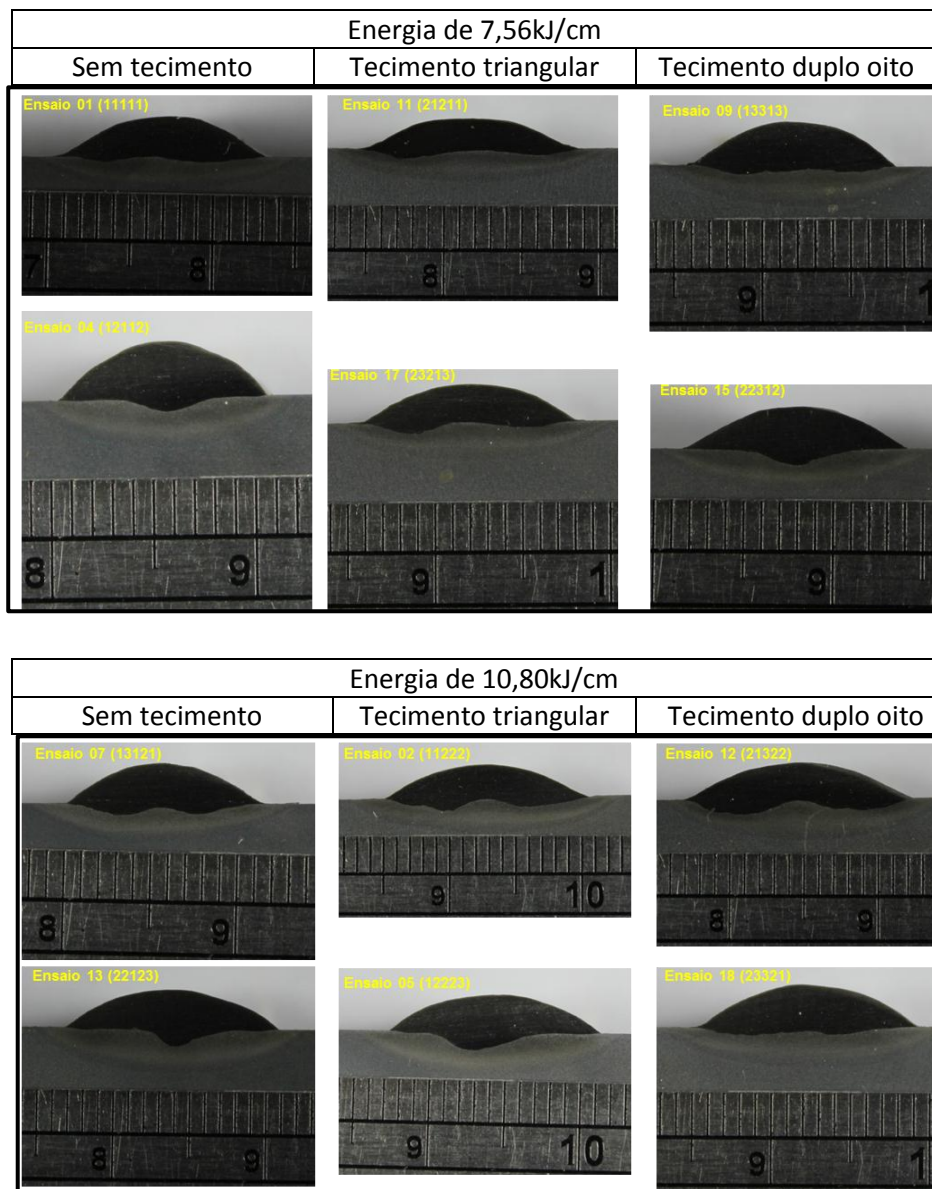 Energia de 7,56kJ/cm
Sem tecimento Tecimento triangular Tecimento duplo oito
Ensaio 01 (11111) Ensaio 11 (21211) Ensaio 09 (13313)
7 8 8 9 9 1
Ensaio 04 (12112) Ensaio 17 (23213) Ensaio 15 (22312)
8 9 9 1 9
Energia de 10,80kJ/cm
Sem tecimento Tecimento triangular Tecimento duplo oito
Ensaio 07 (13121) Ensaio 02 (11222) Ensaio 12 (21322)
8 9 9 10 8 9
Ensaio 13 (22123) Ensaio 05 (12223) Ensaio 18 (23321)
8 9 9 10 9 1